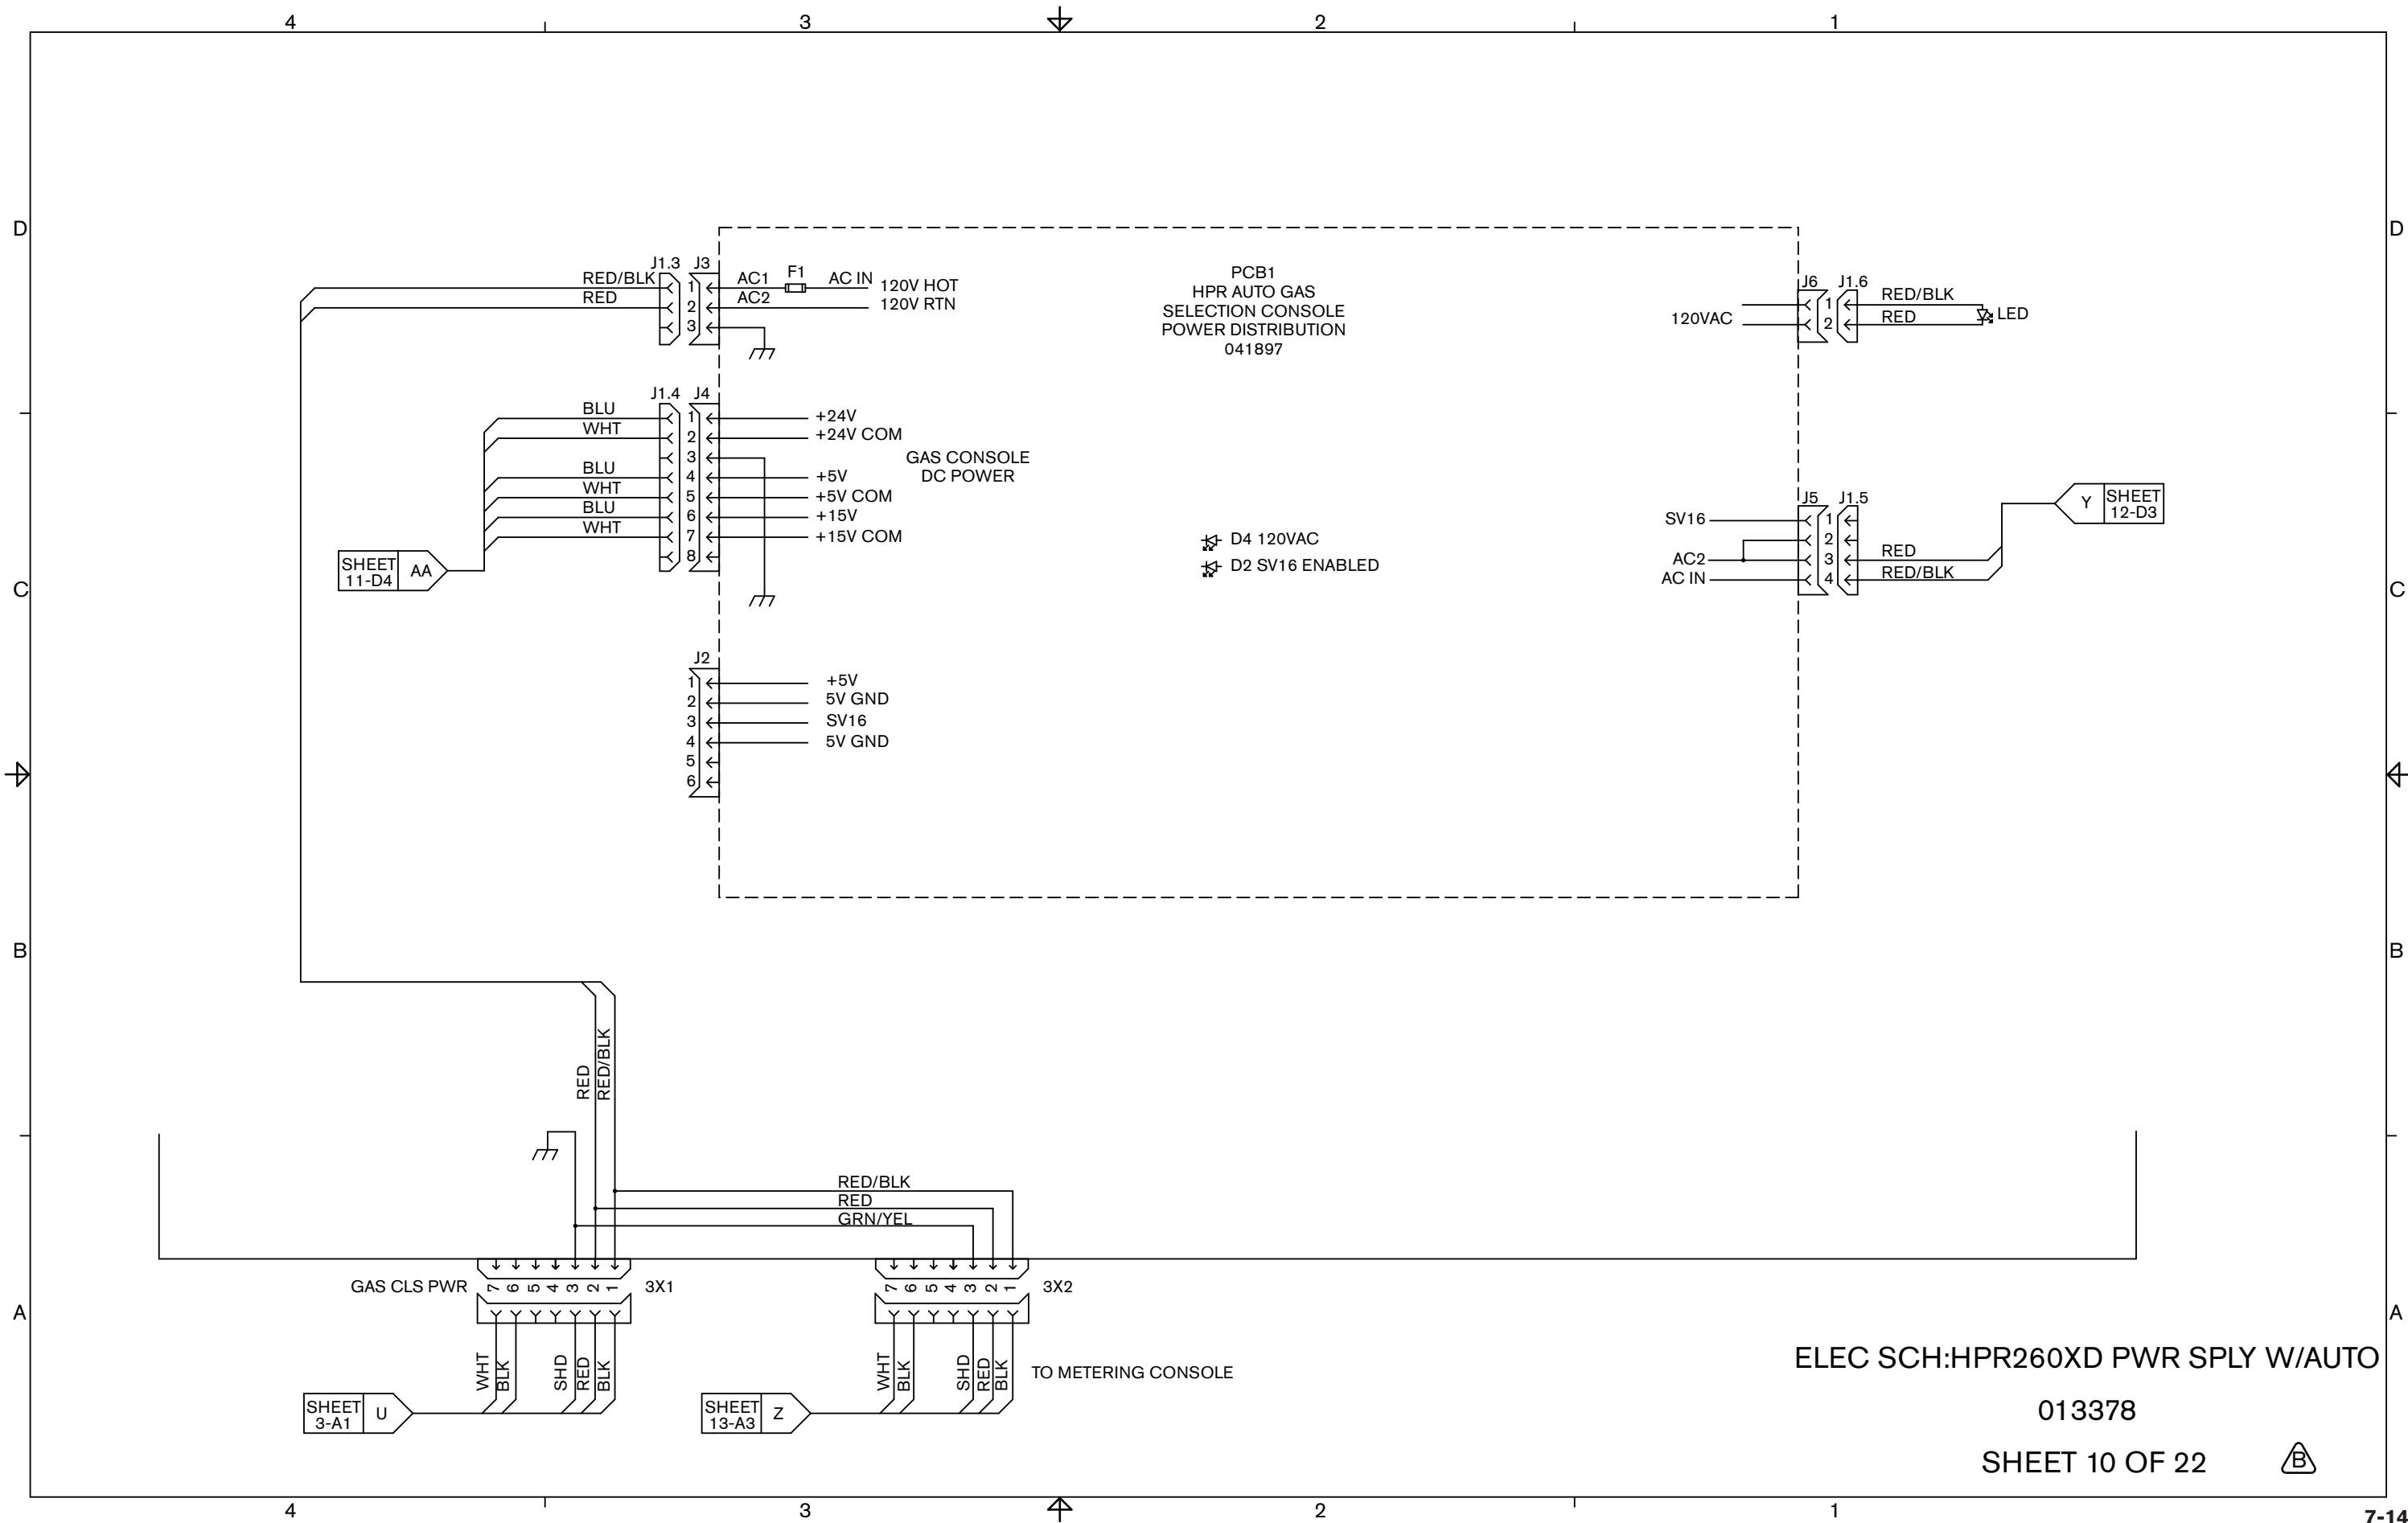 4 3 2 1
D D
J1.3 J3
RED/BLK 1 AC1 F1 AC IN 120V HOT
RED 2 AC2 120V RTN
3
PCB1
HPR AUTO GAS
SELECTION CONSOLE
POWER DISTRIBUTION
041897
J6 J1.6
120VAC 1 RED/BLK
2 RED
LED
J1.4 J4
BLU 1 +24V
WHT 2 +24V COM
3
BLU 4 +5V
WHT 5 +5V COM
BLU 6 +15V
WHT 7 +15V COM
8
GAS CONSOLE
DC POWER
SHEET
11-D4
AA
D4 120VAC
D2 SV16 ENABLED
J5 J1.5
SV16 1
2
AC2 3 RED
AC IN 4 RED/BLK
Y
SHEET
12-D3
C C
J2
1 +5V
2 5V GND
3 SV16
4 5V GND
5
6
B B
RED
RED/BLK
RED/BLK
RED
GRN/YEL
GAS CLS PWR 7 6 5 4 3 2 1 3X1
7 6 5 4 3 2 1 3X2
A A
WHT BLK SHD RED BLK
WHT BLK SHD RED BLK
TO METERING CONSOLE
SHEET
3-A1
U
SHEET
13-A3
Z
ELEC SCH:HPR260XD PWR SPLY W/AUTO
013378
SHEET 10 OF 22
B
4 3 2 1
7-14